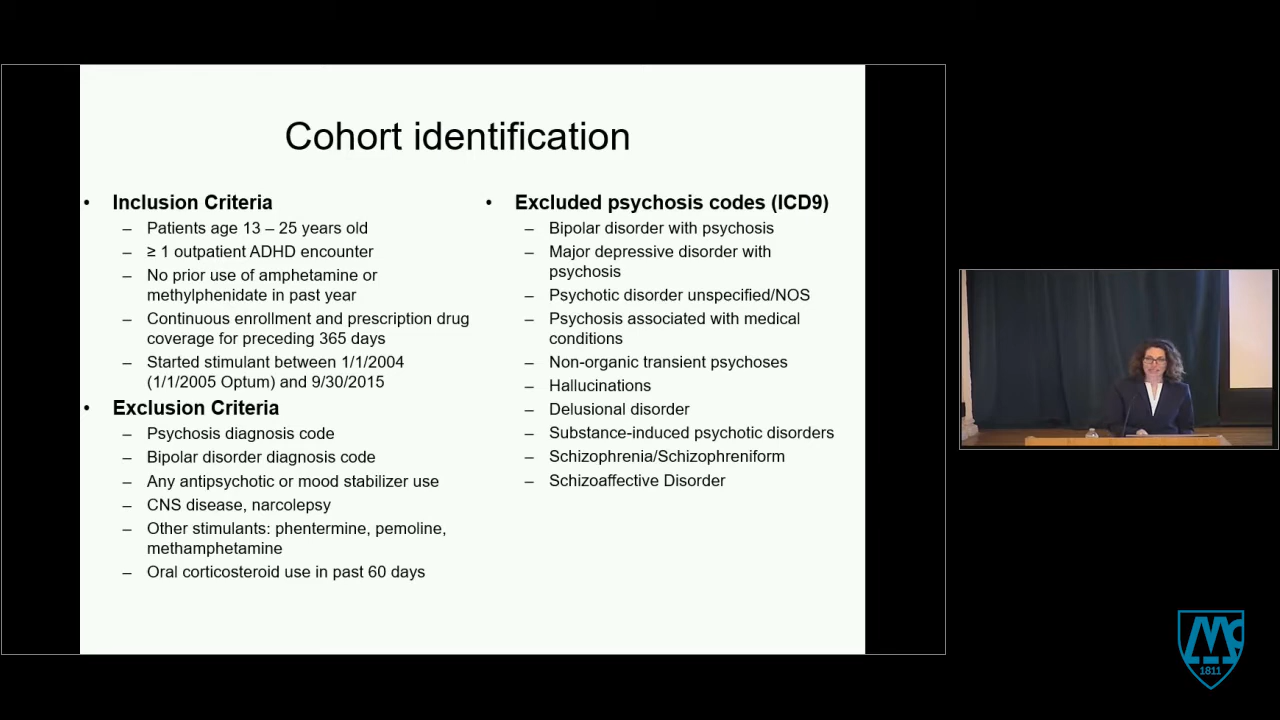 Cohort identification
• Inclusion Criteria
– Patients age 13 – 25 years old
– ≥ 1 outpatient ADHD encounter
– No prior use of amphetamine or
methylphenidate in past year
– Continuous enrollment and prescription drug
coverage for preceding 365 days
– Started stimulant between 1/1/2004
(1/1/2005 Optum) and 9/30/2015
• Exclusion Criteria
– Psychosis diagnosis code
– Bipolar disorder diagnosis code
– Any antipsychotic or mood stabilizer use
– CNS disease, narcolepsy
– Other stimulants: phentermine, pemoline,
methamphetamine
– Oral corticosteroid use in past 60 days
• Excluded psychosis codes (ICD9)
– Bipolar disorder with psychosis
– Major depressive disorder with
psychosis
– Psychotic disorder unspecified/NOS
– Psychosis associated with medical
conditions
– Non-organic transient psychoses
– Hallucinations
– Delusional disorder
– Substance-induced psychotic disorders
– Schizophrenia/Schizophreniform
– Schizoaffective Disorder
Mc
1811